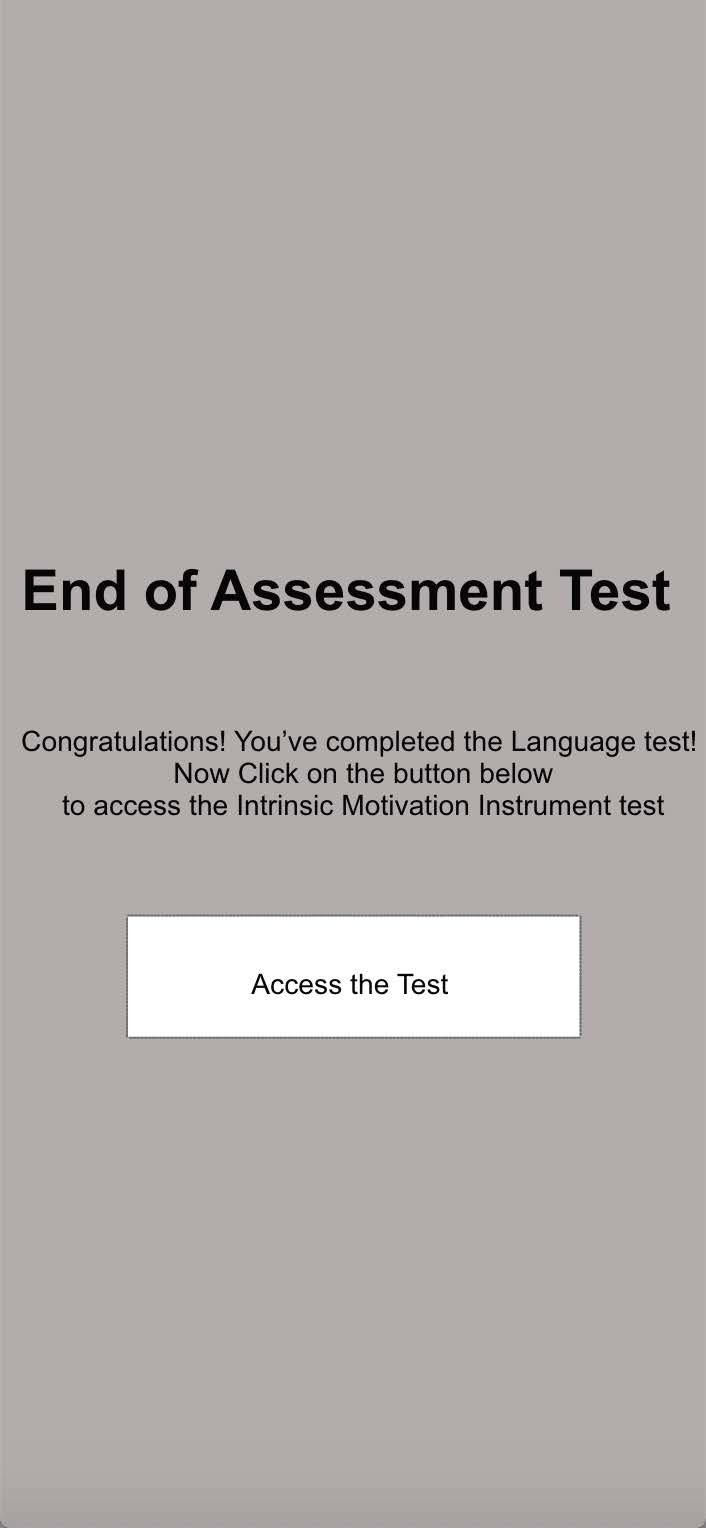 End of Assessment Test
Congratulations! You’ve completed the Language test!
Now Click on the button below
to access the Intrinsic Motivation Instrument test
Access the Test